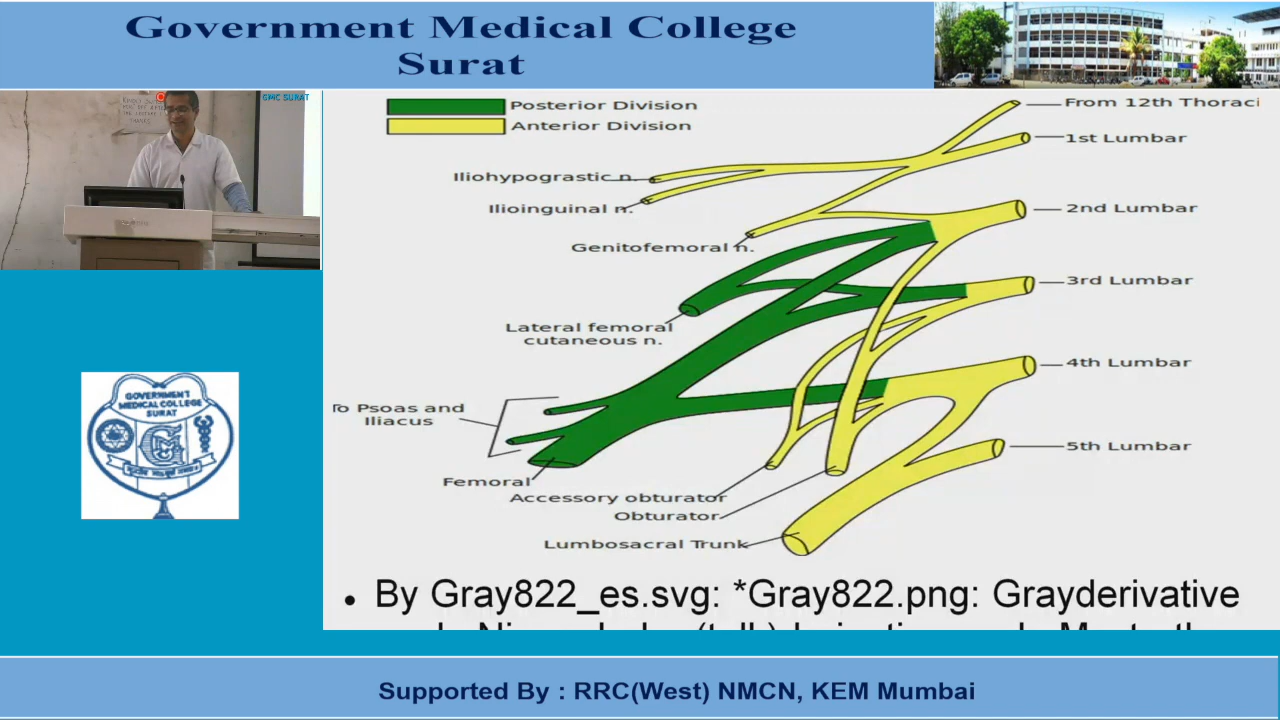 Government Medical College
Surat
GMC SURAT
Posterior Division
Anterior Division
From 12th Thoraci
1st Lumbar
Iliohypograstic n.
Ilioinguinal n.
2nd Lumbar
Genitofemoral n.
3rd Lumbar
Lateral femoral
cutaneous n.
4th Lumbar
To Psoas and
Iliacus
5th Lumbar
Femoral
Accessory obturator
Obturator
Lumbosacral Trunk
GOVERNMENT
MEDICAL COLLEGE
SURAT
• By Gray822_es.svg: *Gray822.png: Grayderivative
Supported By : RRC(West) NMCN, KEM Mumbai